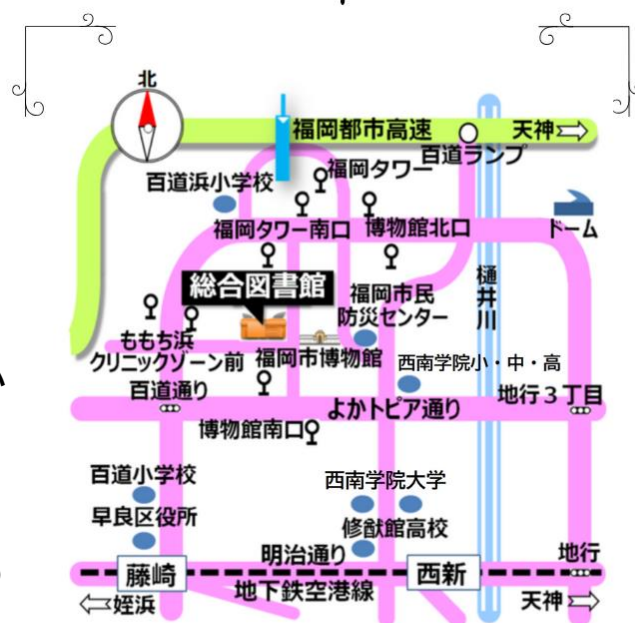 北
福岡都市高速
天神
百道ランプ
福岡タワー
百道浜小学校
福岡タワー南口
博物館北口
ドーム
樋井川
総合図書館
福岡市民
防災センター
ももち浜
クリニックゾーン前
福岡市博物館
西南学院小・中・高
百道通り
よかトピア通り
地行3丁目
博物館南口
百道小学校
西南学院大学
早良区役所
修猷館高校
明治通り
地行
藤崎
西新
地下鉄空港線
姪浜
天神